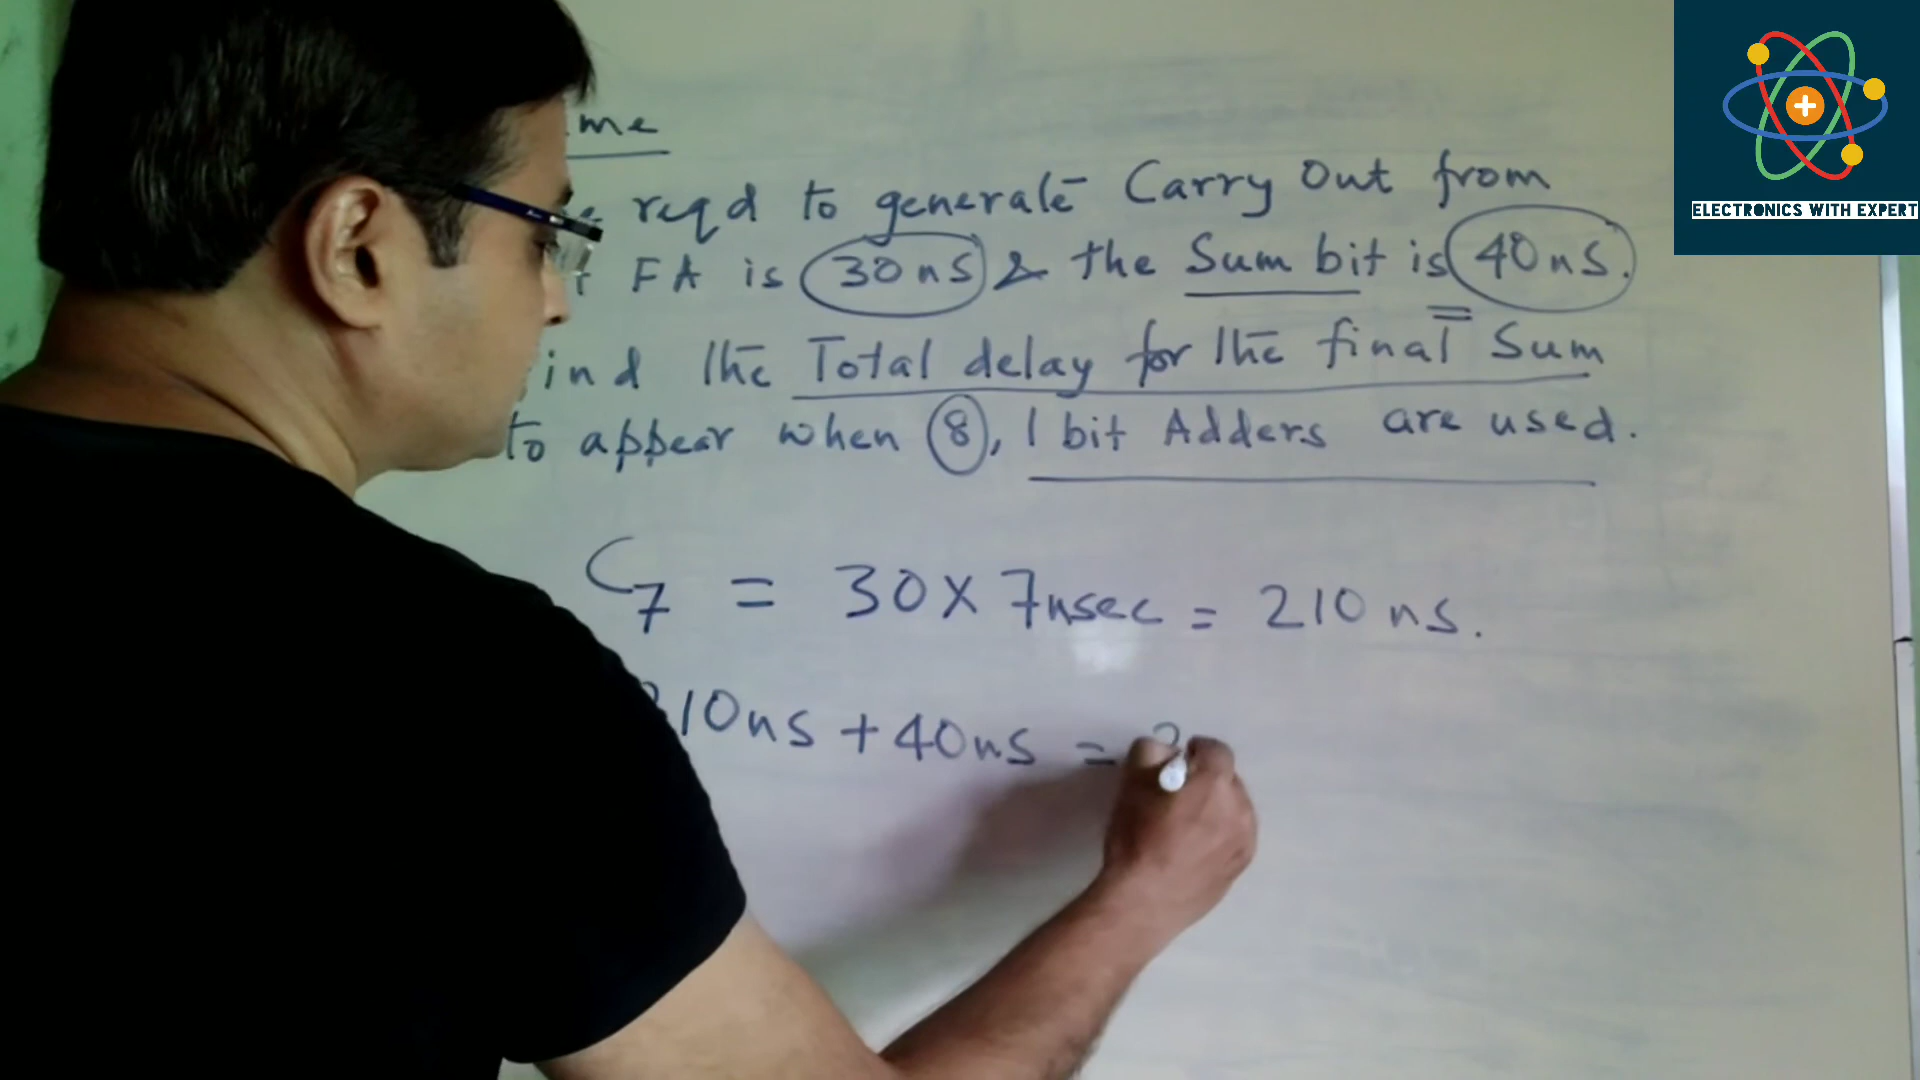 ELECTRONICS WITH EXPERT
me
reqd to generate Carry Out from
FA is 30ns & the Sum bit is 40ns.
ind the Total delay for the final Sum
to appear when 8, 1 bit Adders are used.
C7 = 30 X 7nsec = 210 ns.
10ns + 40ns =